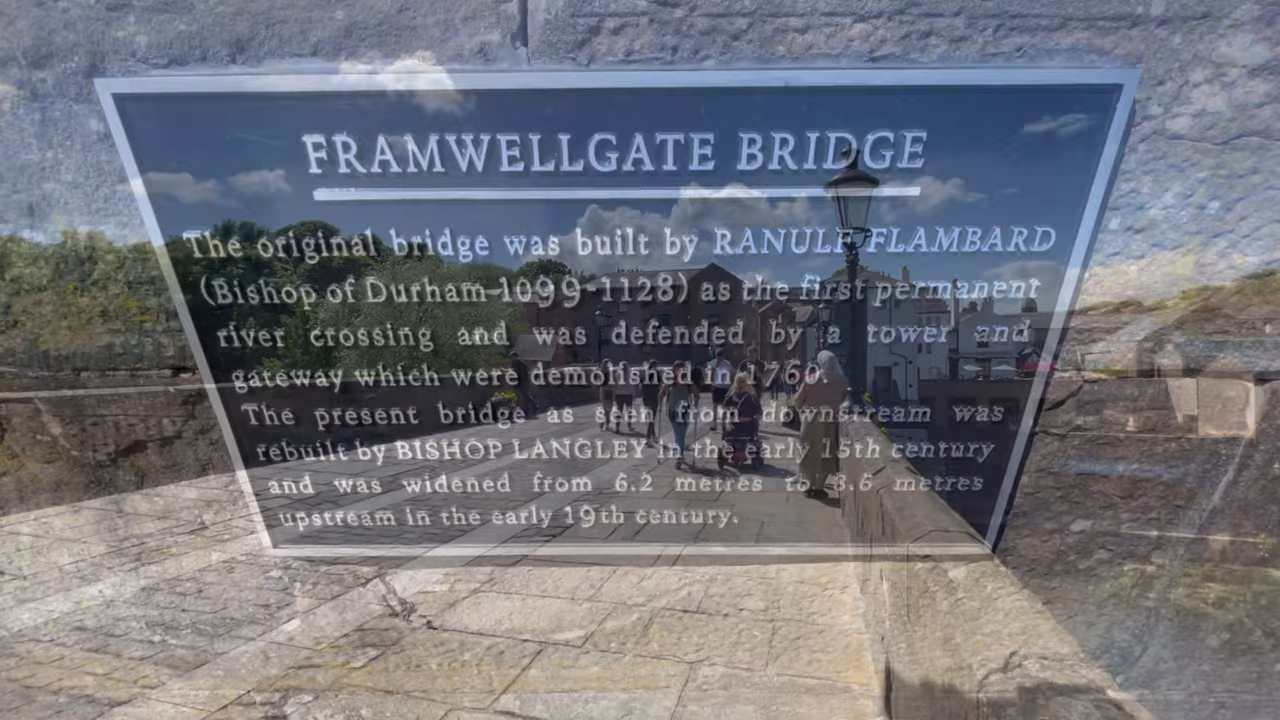 FRAMWELLGATE BRIDGE
The original bridge was built by RANULF FLAMBARD
(Bishop of Durham 1099-1128) as the first permanent
river crossing and was defended by a tower and
gateway which were demolished in 1760.
The present bridge as seen from downstream was
rebuilt by BISHOP LANGLEY in the early 15th century
and was widened from 6.2 metres to 8.6 metres
upstream in the early 19th century.